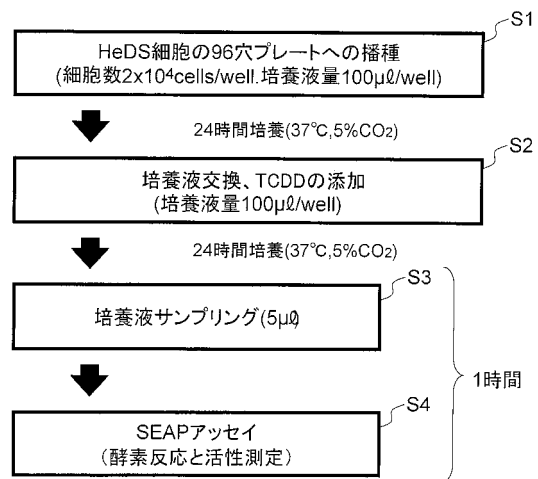 S1
HeDS細胞の96穴プレートへの播種
(細胞数2x10⁴cells/well.培養液量100μℓ/well)
24時間培養(37℃,5%CO₂)
S2
培養液交換、TCDDの添加
(培養液量100μℓ/well)
24時間培養(37℃,5%CO₂)
S3
培養液サンプリング(5μℓ)
1時間
S4
SEAPアッセイ
(酵素反応と活性測定)